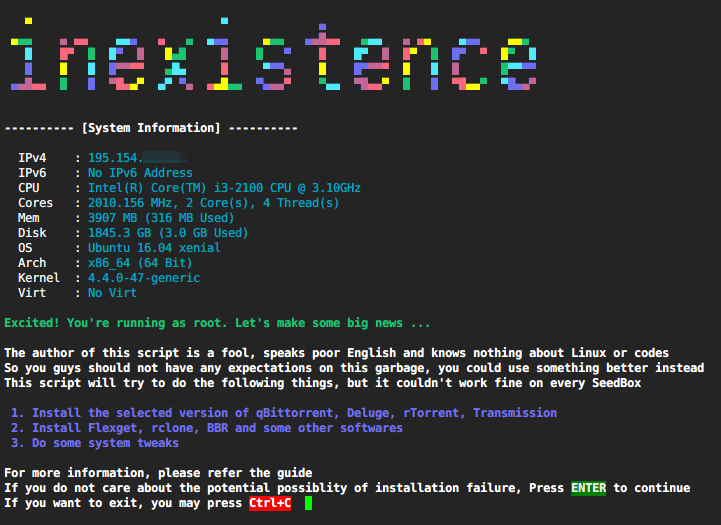 inexistence
---------- [System Information] ----------
IPv4 : 195.154.
IPv6 : No IPv6 Address
CPU : Intel(R) Core(TM) i3-2100 CPU @ 3.10GHz
Cores : 2010.156 MHz, 2 Core(s), 4 Thread(s)
Mem : 3907 MB (316 MB Used)
Disk : 1845.3 GB (3.0 GB Used)
OS : Ubuntu 16.04 xenial
Arch : x86_64 (64 Bit)
Kernel : 4.4.0-47-generic
Virt : No Virt
Excited! You're running as root. Let's make some big news ...
The author of this script is a fool, speaks poor English and knows nothing about Linux or codes
So you guys should not have any expectations on this garbage, you could use something better instead
This script will try to do the following things, but it couldn't work fine on every SeedBox
1. Install the selected version of qBittorrent, Deluge, rTorrent, Transmission
2. Install Flexget, rclone, BBR and some other softwares
3. Do some system tweaks
For more information, please refer the guide
If you do not care about the potential possiblity of installation failure, Press ENTER to continue
If you want to exit, you may press Ctrl+C